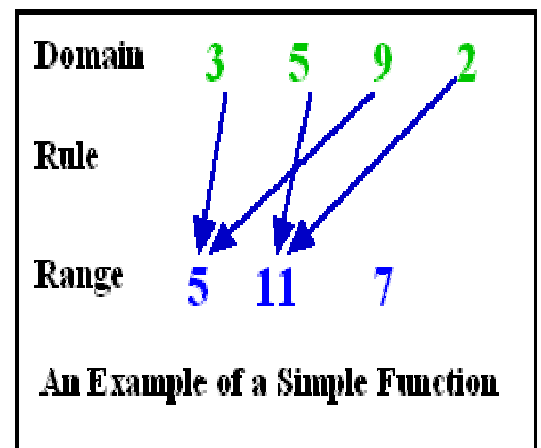 Domain 3 5 9 2
Rule
Range 5 11 7
An Example of a Simple Function